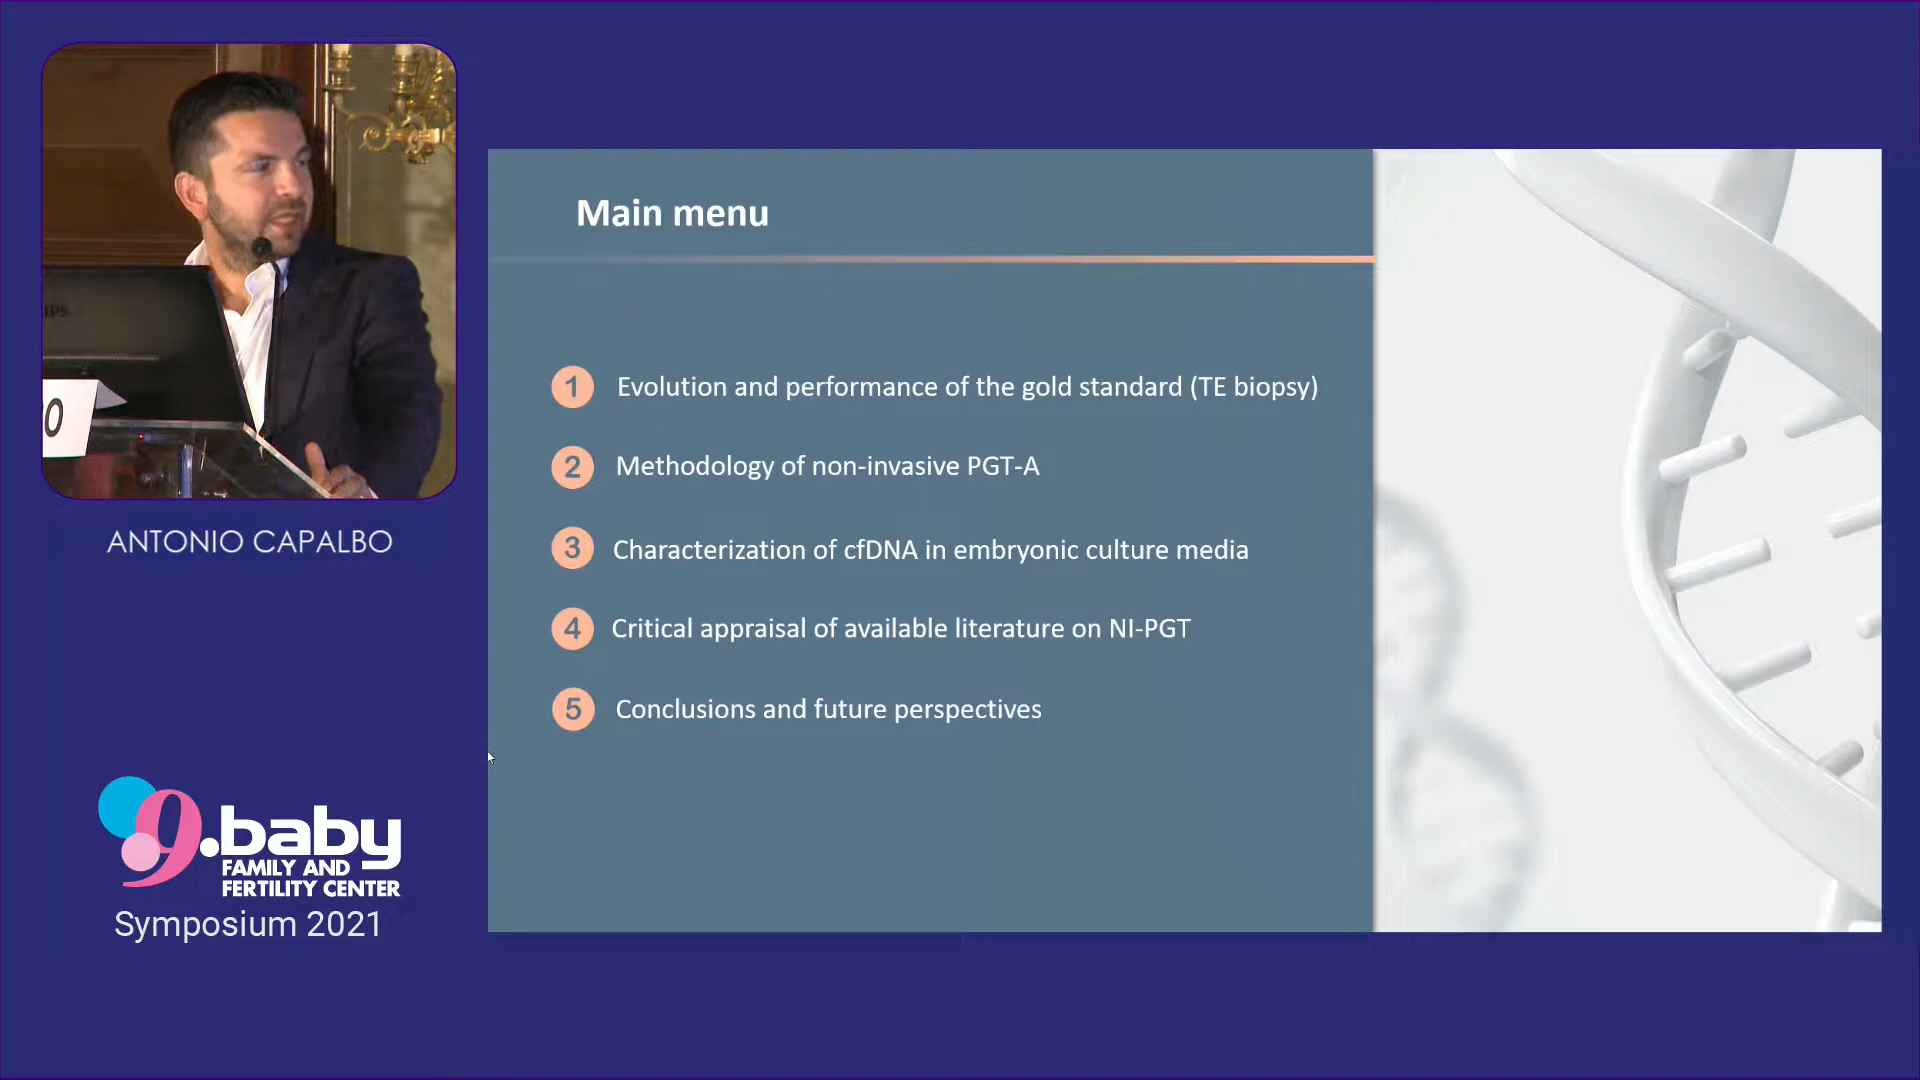 Main menu
1 Evolution and performance of the gold standard (TE biopsy)
2 Methodology of non-invasive PGT-A
3 Characterization of cfDNA in embryonic culture media
4 Critical appraisal of available literature on NI-PGT
5 Conclusions and future perspectives
ANTONIO CAPALBO
9.baby
FAMILY AND
FERTILITY CENTER
Symposium 2021